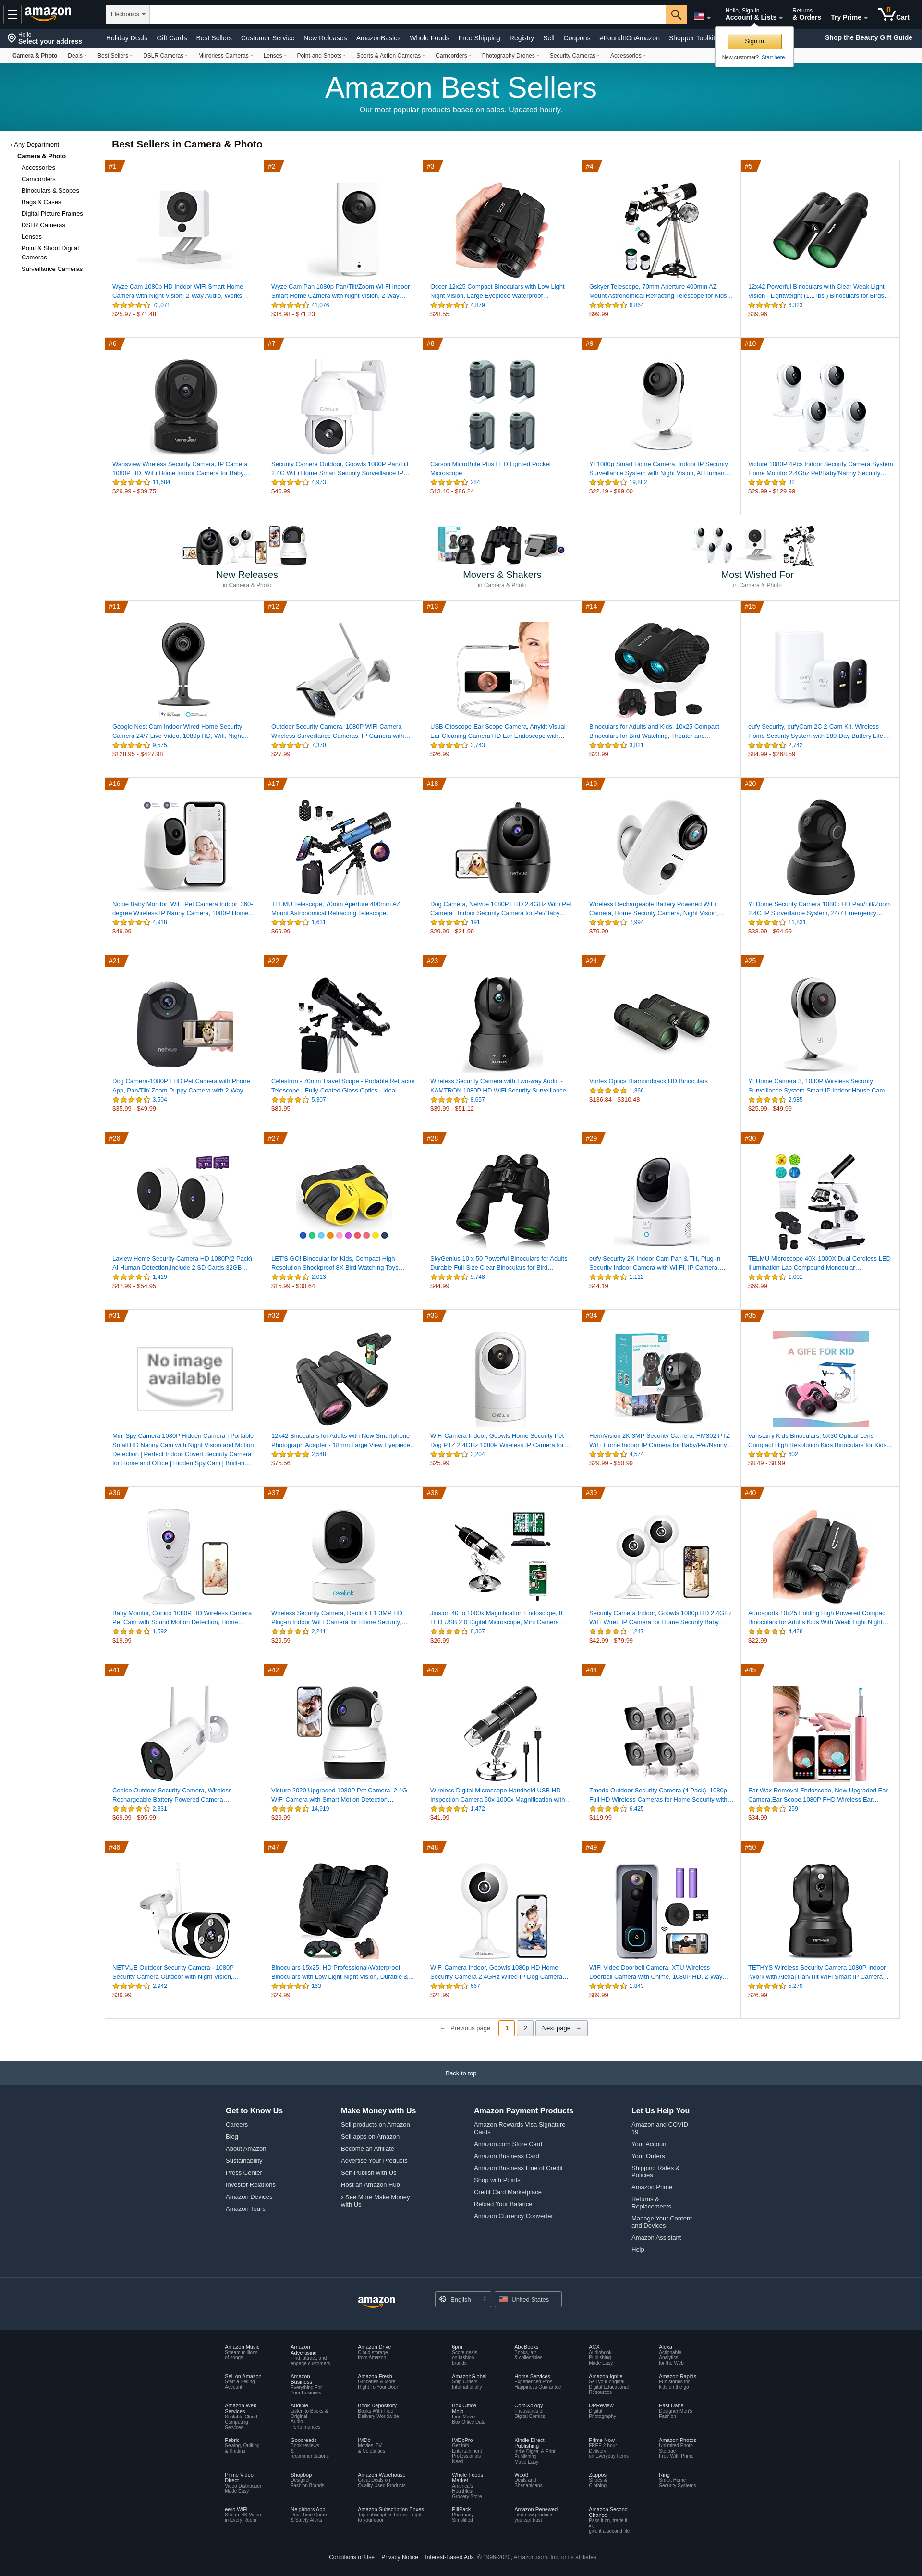 amazon
Electronics
Hello, Sign in
Account & Lists
Returns
& Orders
Try Prime
0
Cart
Hello
Select your address
Holiday Deals Gift Cards Best Sellers Customer Service New Releases AmazonBasics Whole Foods Free Shipping Registry Sell Coupons #FoundItOnAmazon Shopper Toolkit
Shop the Beauty Gift Guide
Sign in
New customer? Start here.
Camera & Photo Deals Best Sellers DSLR Cameras Mirrorless Cameras Lenses Point-and-Shoots Sports & Action Cameras Camcorders Photography Drones Security Cameras Accessories
Amazon Best Sellers
Our most popular products based on sales. Updated hourly.
‹ Any Department
Camera & Photo
Accessories
Camcorders
Binoculars & Scopes
Bags & Cases
Digital Picture Frames
DSLR Cameras
Lenses
Point & Shoot Digital
Cameras
Surveillance Cameras
Best Sellers in Camera & Photo
#1
Wyze Cam 1080p HD Indoor WiFi Smart Home
Camera with Night Vision, 2-Way Audio, Works…
73,071
$25.97 - $71.48
#2
Wyze Cam Pan 1080p Pan/Tilt/Zoom Wi-Fi Indoor
Smart Home Camera with Night Vision, 2-Way…
41,076
$36.98 - $71.23
#3
Occer 12x25 Compact Binoculars with Low Light
Night Vision, Large Eyepiece Waterproof…
4,879
$28.55
#4
Gskyer Telescope, 70mm Aperture 400mm AZ
Mount Astronomical Refracting Telescope for Kids…
6,864
$99.99
#5
12x42 Powerful Binoculars with Clear Weak Light
Vision - Lightweight (1.1 lbs.) Binoculars for Birds…
6,323
$39.96
#6
Wansview Wireless Security Camera, IP Camera
1080P HD, WiFi Home Indoor Camera for Baby…
11,684
$29.99 - $39.75
#7
Security Camera Outdoor, Goowls 1080P Pan/Tilt
2.4G WiFi Home Smart Security Surveillance IP…
4,973
$46.99
#8
Carson MicroBrite Plus LED Lighted Pocket
Microscope
284
$13.46 - $86.24
#9
YI 1080p Smart Home Camera, Indoor IP Security
Surveillance System with Night Vision, AI Human…
19,882
$22.49 - $89.00
#10
Victure 1080P 4Pcs Indoor Security Camera System
Home Monitor 2.4Ghz Pet/Baby/Nanny Security…
32
$29.99 - $129.99
New Releases
in Camera & Photo
Movers & Shakers
in Camera & Photo
Most Wished For
in Camera & Photo
#11
Google Nest Cam Indoor Wired Home Security
Camera 24/7 Live Video, 1080p HD, Wifi, Night…
9,575
$128.95 - $427.98
#12
Outdoor Security Camera, 1080P WiFi Camera
Wireless Surveillance Cameras, IP Camera with…
7,370
$27.99
#13
USB Otoscope-Ear Scope Camera, Anykit Visual
Ear Cleaning Camera HD Ear Endoscope with…
3,743
$26.99
#14
Binoculars for Adults and Kids, 10x25 Compact
Binoculars for Bird Watching, Theater and…
3,821
$23.99
#15
eufy Security, eufyCam 2C 2-Cam Kit, Wireless
Home Security System with 180-Day Battery Life,…
2,742
$84.99 - $268.59
#16
Nooie Baby Monitor, WiFi Pet Camera Indoor, 360-
degree Wireless IP Nanny Camera, 1080P Home…
4,918
$49.99
#17
TELMU Telescope, 70mm Aperture 400mm AZ
Mount Astronomical Refracting Telescope…
1,631
$69.99
#18
Dog Camera, Netvue 1080P FHD 2.4GHz WiFi Pet
Camera , Indoor Security Camera for Pet/Baby…
191
$29.99 - $31.99
#19
Wireless Rechargeable Battery Powered WiFi
Camera, Home Security Camera, Night Vision,…
7,994
$79.99
#20
YI Dome Security Camera 1080p HD Pan/Tilt/Zoom
2.4G IP Surveillance System, 24/7 Emergency…
11,831
$33.99 - $64.99
#21
Dog Camera-1080P FHD Pet Camera with Phone
App, Pan/Tilt/ Zoom Puppy Camera with 2-Way…
3,504
$35.99 - $49.99
#22
Celestron - 70mm Travel Scope - Portable Refractor
Telescope - Fully-Coated Glass Optics - Ideal…
5,307
$89.95
#23
Wireless Security Camera with Two-way Audio -
KAMTRON 1080P HD WiFi Security Surveillance…
8,657
$39.99 - $51.12
#24
Vortex Optics Diamondback HD Binoculars
1,366
$136.84 - $310.48
#25
YI Home Camera 3, 1080P Wireless Security
Surveillance System Smart IP Indoor House Cam,…
2,985
$25.99 - $49.99
#26
Laview Home Security Camera HD 1080P(2 Pack)
AI Human Detection,Include 2 SD Cards,32GB…
1,419
$47.99 - $54.95
#27
LET'S GO! Binocular for Kids, Compact High
Resolution Shockproof 8X Bird Watching Toys…
2,013
$15.99 - $30.64
#28
SkyGenius 10 x 50 Powerful Binoculars for Adults
Durable Full-Size Clear Binoculars for Bird…
5,748
$44.99
#29
eufy Security 2K Indoor Cam Pan & Tilt, Plug-in
Security Indoor Camera with Wi-Fi, IP Camera,…
1,112
$44.19
#30
TELMU Microscope 40X-1000X Dual Cordless LED
Illumination Lab Compound Monocular…
1,001
$69.99
#31
No image
available
Mini Spy Camera 1080P Hidden Camera | Portable
Small HD Nanny Cam with Night Vision and Motion
Detection | Perfect Indoor Covert Security Camera
for Home and Office | Hidden Spy Cam | Built-in…
#32
12x42 Binoculars for Adults with New Smartphone
Photograph Adapter - 18mm Large View Eyepiece…
2,548
$75.56
#33
WiFi Camera Indoor, Goowls Home Security Pet
Dog PTZ 2.4GHz 1080P Wireless IP Camera for…
3,204
$25.99
#34
HeimVision 2K 3MP Security Camera, HM302 PTZ
WiFi Home Indoor IP Camera for Baby/Pet/Nanny…
4,574
$29.99 - $50.99
#35
A GIFE FOR KID
Vanstarry Kids Binoculars, 5X30 Optical Lens -
Compact High Resolution Kids Binoculars for Kids…
602
$8.49 - $8.99
#36
Baby Monitor, Conico 1080P HD Wireless Camera
Pet Cam with Sound Motion Detection, Home…
1,592
$19.99
#37
reolink
Wireless Security Camera, Reolink E1 3MP HD
Plug-in Indoor WiFi Camera for Home Security,…
2,241
$29.59
#38
Jiusion 40 to 1000x Magnification Endoscope, 8
LED USB 2.0 Digital Microscope, Mini Camera…
8,307
$26.99
#39
Security Camera Indoor, Goowls 1080p HD 2.4GHz
WiFi Wired IP Camera for Home Security Baby…
1,247
$42.99 - $79.99
#40
Aurosports 10x25 Folding High Powered Compact
Binoculars for Adults Kids With Weak Light Night…
4,428
$22.99
#41
Conico Outdoor Security Camera, Wireless
Rechargeable Battery Powered Camera…
2,331
$69.99 - $95.99
#42
Victure 2020 Upgraded 1080P Pet Camera, 2.4G
WiFi Camera with Smart Motion Detection…
14,919
$29.99
#43
Wireless Digital Microscope Handheld USB HD
Inspection Camera 50x-1000x Magnification with…
1,472
$41.99
#44
Zmodo Outdoor Security Camera (4 Pack), 1080p
Full HD Wireless Cameras for Home Security with…
6,425
$119.99
#45
Ear Wax Removal Endoscope, New Upgraded Ear
Camera,Ear Scope,1080P FHD Wireless Ear…
259
$34.99
#46
NETVUE Outdoor Security Camera - 1080P
Security Camera Outdoor with Night Vision,…
2,942
$39.99
#47
Binoculars 15x25, HD Professional/Waterproof
Binoculars with Low Light Night Vision, Durable &…
163
$29.99
#48
WiFi Camera Indoor, Goowls 1080p HD Home
Security Camera 2.4GHz Wired IP Dog Camera…
667
$21.99
#49
WiFi Video Doorbell Camera, XTU Wireless
Doorbell Camera with Chime, 1080P HD, 2-Way…
1,843
$89.99
#50
TETHYS Wireless Security Camera 1080P Indoor
[Work with Alexa] Pan/Tilt WiFi Smart IP Camera…
5,279
$26.99
← Previous page 1 2 Next page →
Back to top
Get to Know Us
Careers
Blog
About Amazon
Sustainability
Press Center
Investor Relations
Amazon Devices
Amazon Tours
Make Money with Us
Sell products on Amazon
Sell apps on Amazon
Become an Affiliate
Advertise Your Products
Self-Publish with Us
Host an Amazon Hub
› See More Make Money
with Us
Amazon Payment Products
Amazon Rewards Visa Signature
Cards
Amazon.com Store Card
Amazon Business Card
Amazon Business Line of Credit
Shop with Points
Credit Card Marketplace
Reload Your Balance
Amazon Currency Converter
Let Us Help You
Amazon and COVID-
19
Your Account
Your Orders
Shipping Rates &
Policies
Amazon Prime
Returns &
Replacements
Manage Your Content
and Devices
Amazon Assistant
Help
amazon
English
United States
Amazon Music
Stream millions
of songs
Amazon
Advertising
Find, attract, and
engage customers
Amazon Drive
Cloud storage
from Amazon
6pm
Score deals
on fashion
brands
AbeBooks
Books, art
& collectibles
ACX
Audiobook
Publishing
Made Easy
Alexa
Actionable
Analytics
for the Web
Sell on Amazon
Start a Selling
Account
Amazon
Business
Everything For
Your Business
Amazon Fresh
Groceries & More
Right To Your Door
AmazonGlobal
Ship Orders
Internationally
Home Services
Experienced Pros
Happiness Guarantee
Amazon Ignite
Sell your original
Digital Educational
Resources
Amazon Rapids
Fun stories for
kids on the go
Amazon Web
Services
Scalable Cloud
Computing
Services
Audible
Listen to Books &
Original
Audio
Performances
Book Depository
Books With Free
Delivery Worldwide
Box Office
Mojo
Find Movie
Box Office Data
ComiXology
Thousands of
Digital Comics
DPReview
Digital
Photography
East Dane
Designer Men's
Fashion
Fabric
Sewing, Quilting
& Knitting
Goodreads
Book reviews
&
recommendations
IMDb
Movies, TV
& Celebrities
IMDbPro
Get Info
Entertainment
Professionals
Need
Kindle Direct
Publishing
Indie Digital & Print
Publishing
Made Easy
Prime Now
FREE 2-hour
Delivery
on Everyday Items
Amazon Photos
Unlimited Photo
Storage
Free With Prime
Prime Video
Direct
Video Distribution
Made Easy
Shopbop
Designer
Fashion Brands
Amazon Warehouse
Great Deals on
Quality Used Products
Whole Foods
Market
America's
Healthiest
Grocery Store
Woot!
Deals and
Shenanigans
Zappos
Shoes &
Clothing
Ring
Smart Home
Security Systems
eero WiFi
Stream 4K Video
in Every Room
Neighbors App
Real-Time Crime
& Safety Alerts
Amazon Subscription Boxes
Top subscription boxes – right
to your door
PillPack
Pharmacy
Simplified
Amazon Renewed
Like-new products
you can trust
Amazon Second
Chance
Pass it on, trade it
in,
give it a second life
Conditions of Use Privacy Notice Interest-Based Ads © 1996-2020, Amazon.com, Inc. or its affiliates